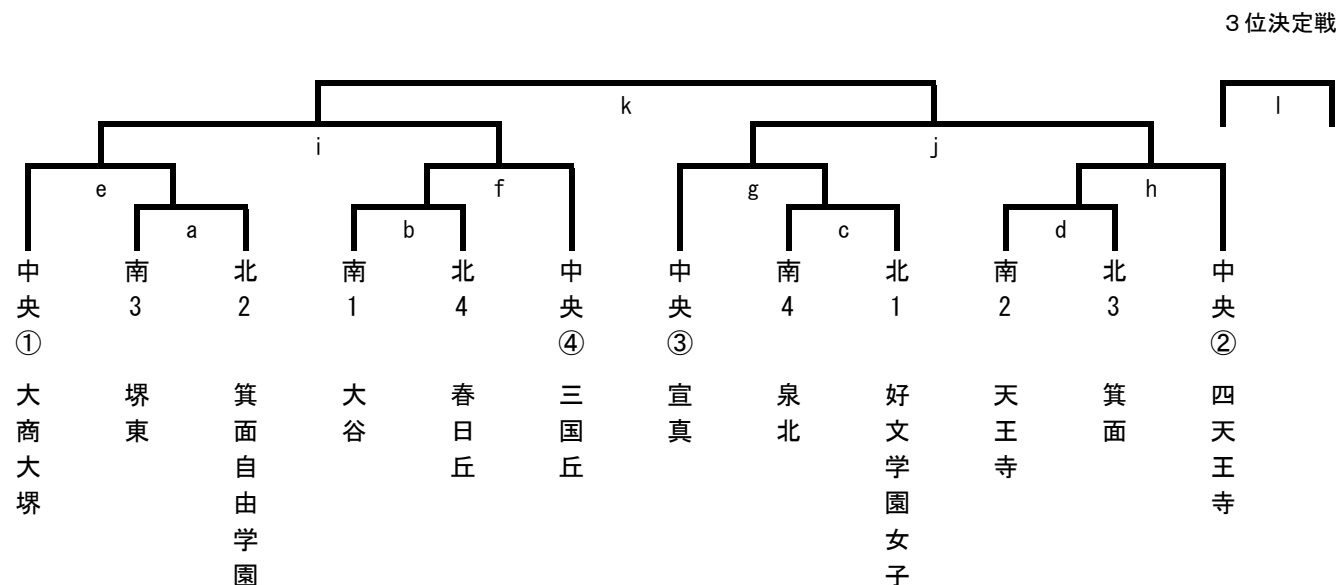 ３位決定戦
k
l
i
j
e
f
g
h
a
b
c
d
中央①
南3
北2
南1
北4
中央④
中央③
南4
北1
南2
北3
中央②
大商大堺
堺東
箕面自由学園
大谷
春日丘
三国丘
宣真
泉北
好文学園女子
天王寺
箕面
四天王寺